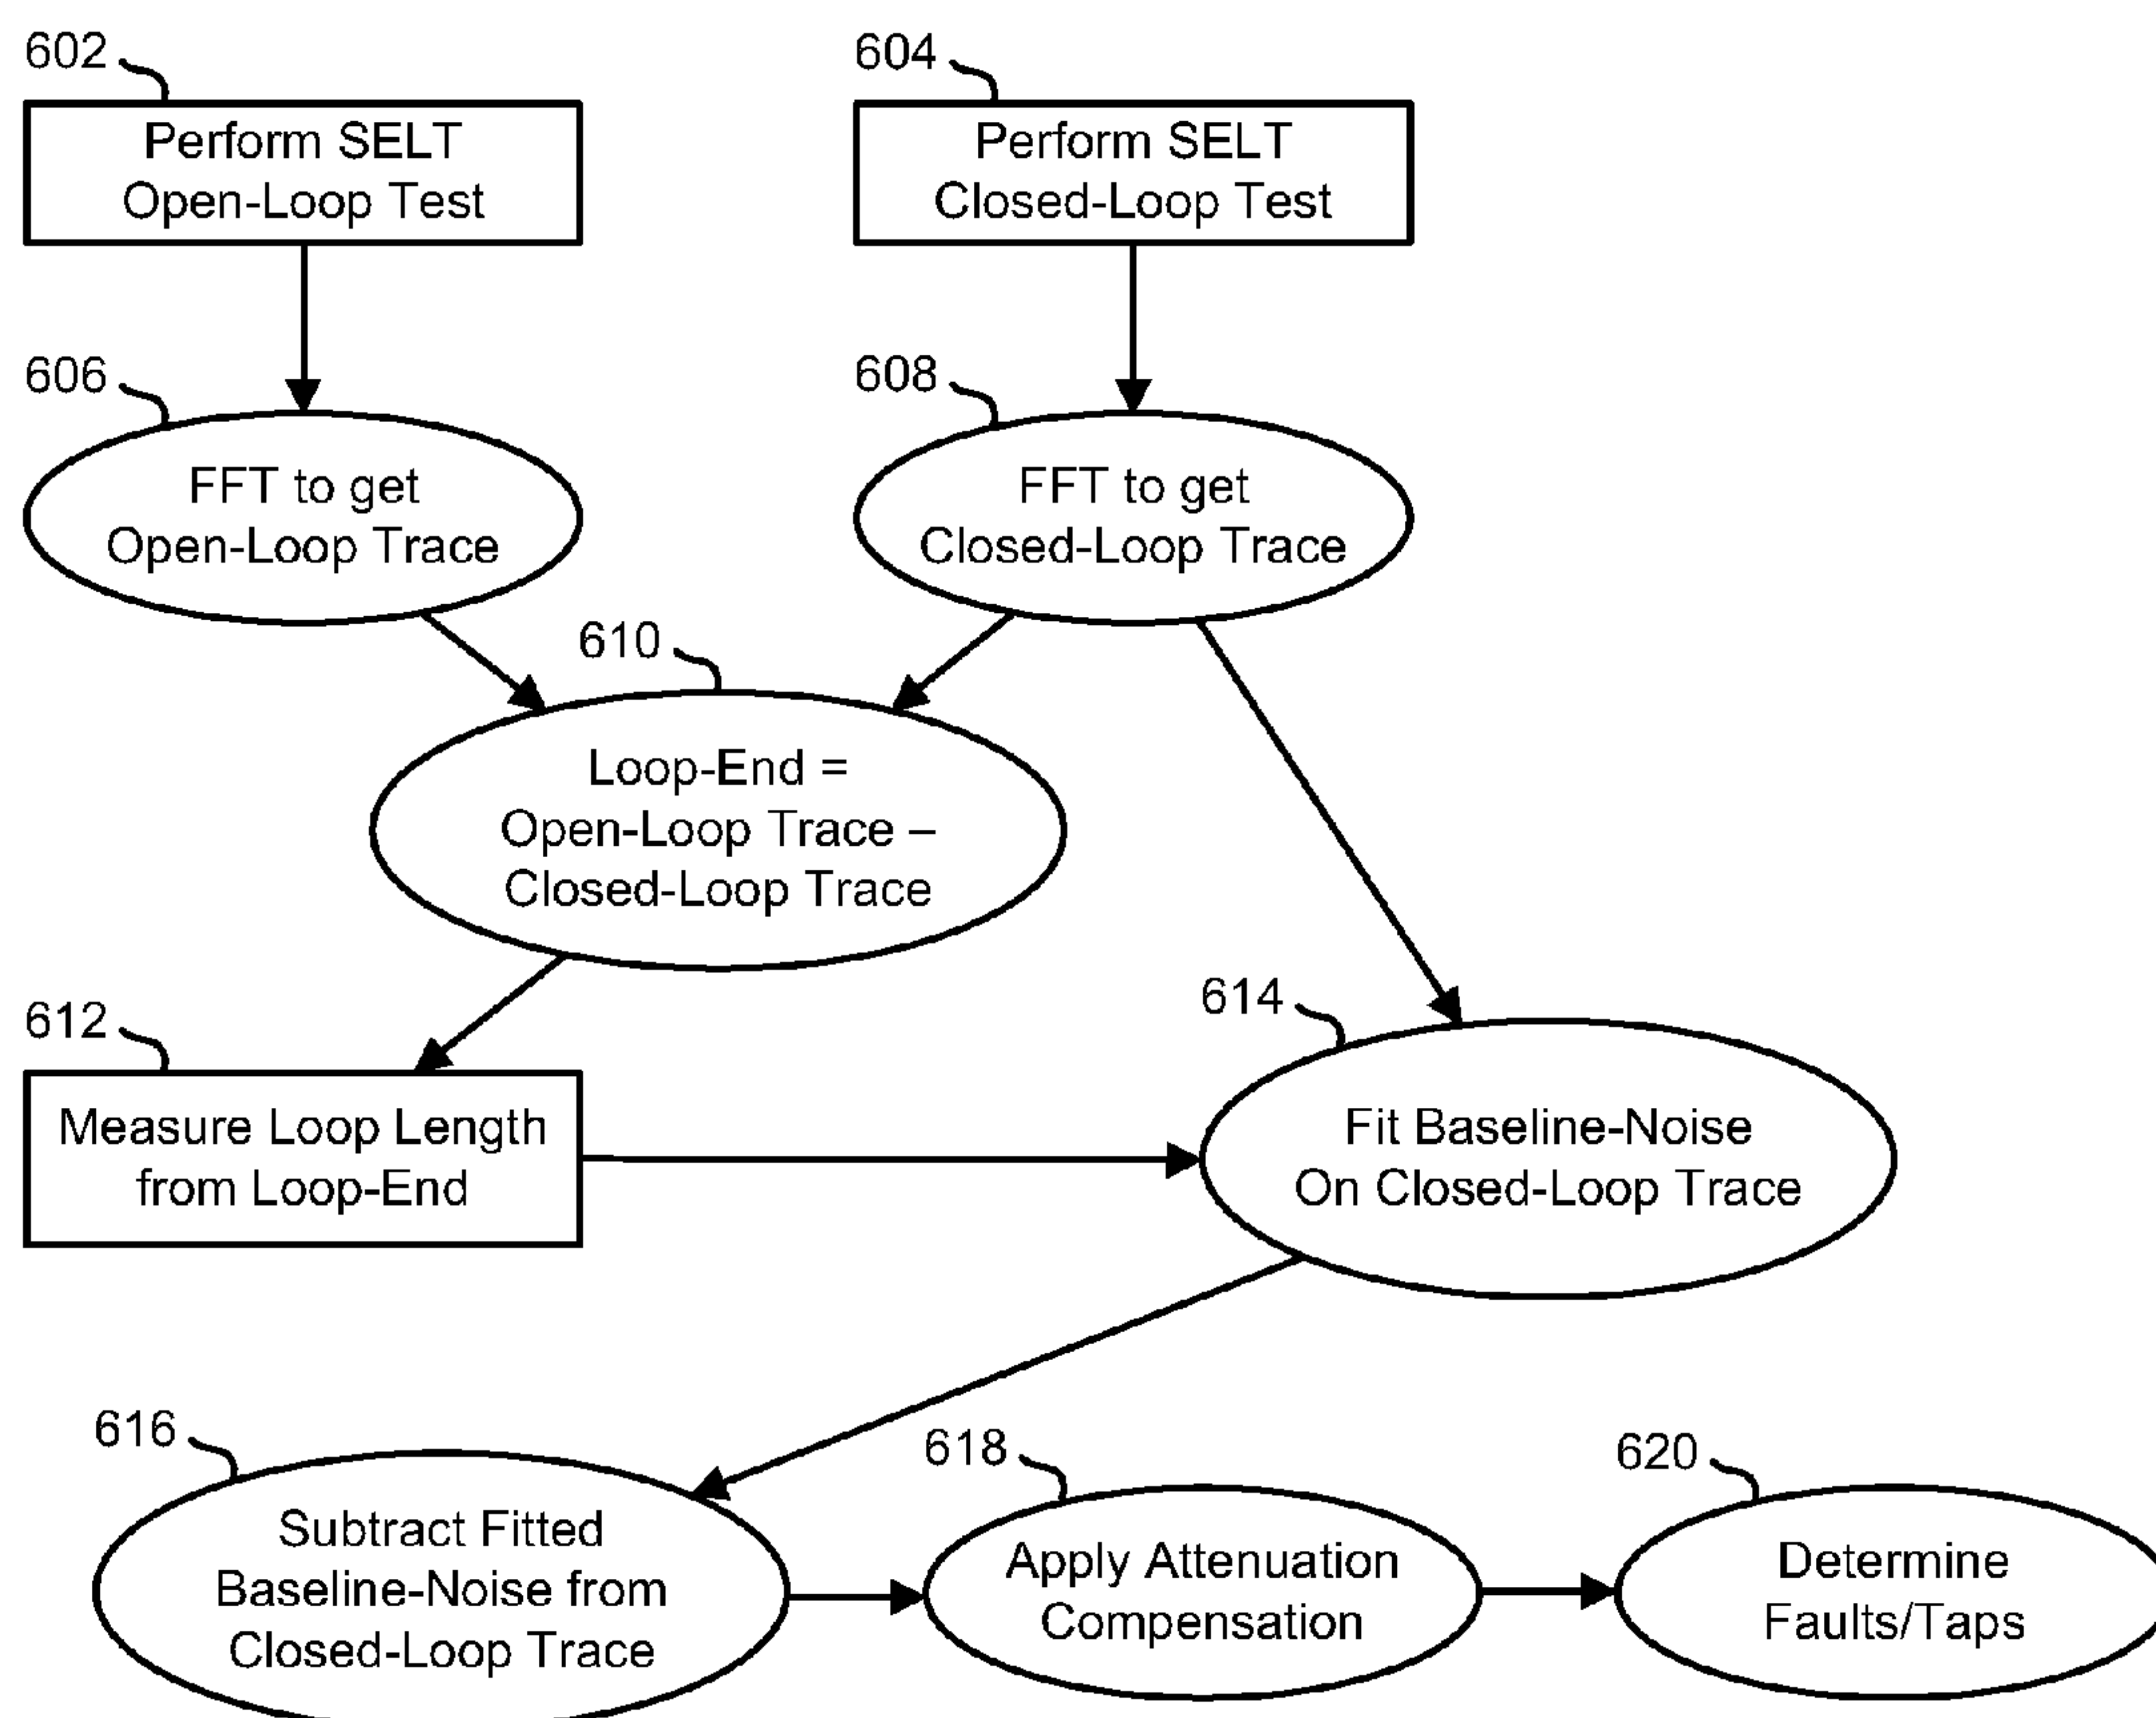 602
Perform SELT
Open-Loop Test
604
Perform SELT
Closed-Loop Test
606
FFT to get
Open-Loop Trace
608
FFT to get
Closed-Loop Trace
610
Loop-End =
Open-Loop Trace –
Closed-Loop Trace
612
Measure Loop Length
from Loop-End
614
Fit Baseline-Noise
On Closed-Loop Trace
616
Subtract Fitted
Baseline-Noise from
Closed-Loop Trace
618
Apply Attenuation
Compensation
620
Determine
Faults/Taps